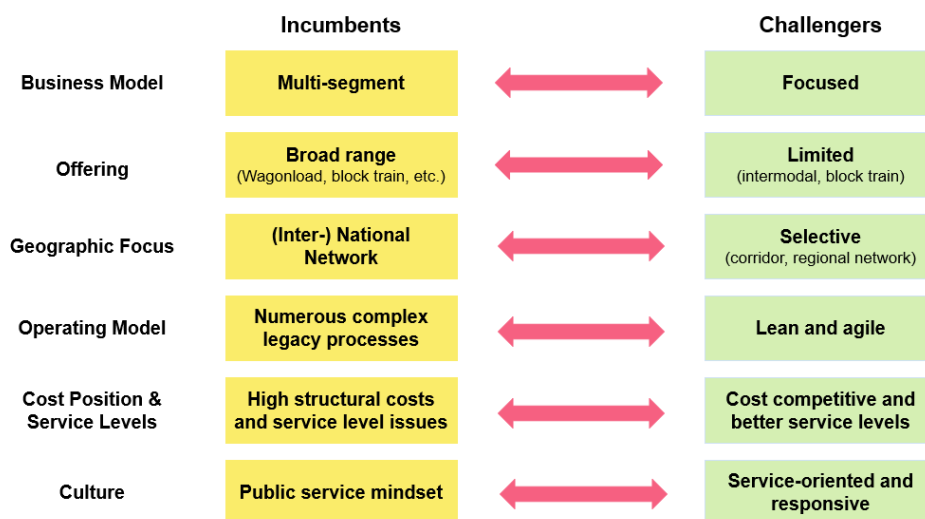 Incumbents
Challengers
Business Model
Multi-segment
Focused
Offering
Broad range
(Wagonload, block train, etc.)
Limited
(intermodal, block train)
Geographic Focus
(Inter-) National
Network
Selective
(corridor, regional network)
Operating Model
Numerous complex
legacy processes
Lean and agile
Cost Position &
Service Levels
High structural costs
and service level issues
Cost competitive and
better service levels
Culture
Public service mindset
Service-oriented and
responsive